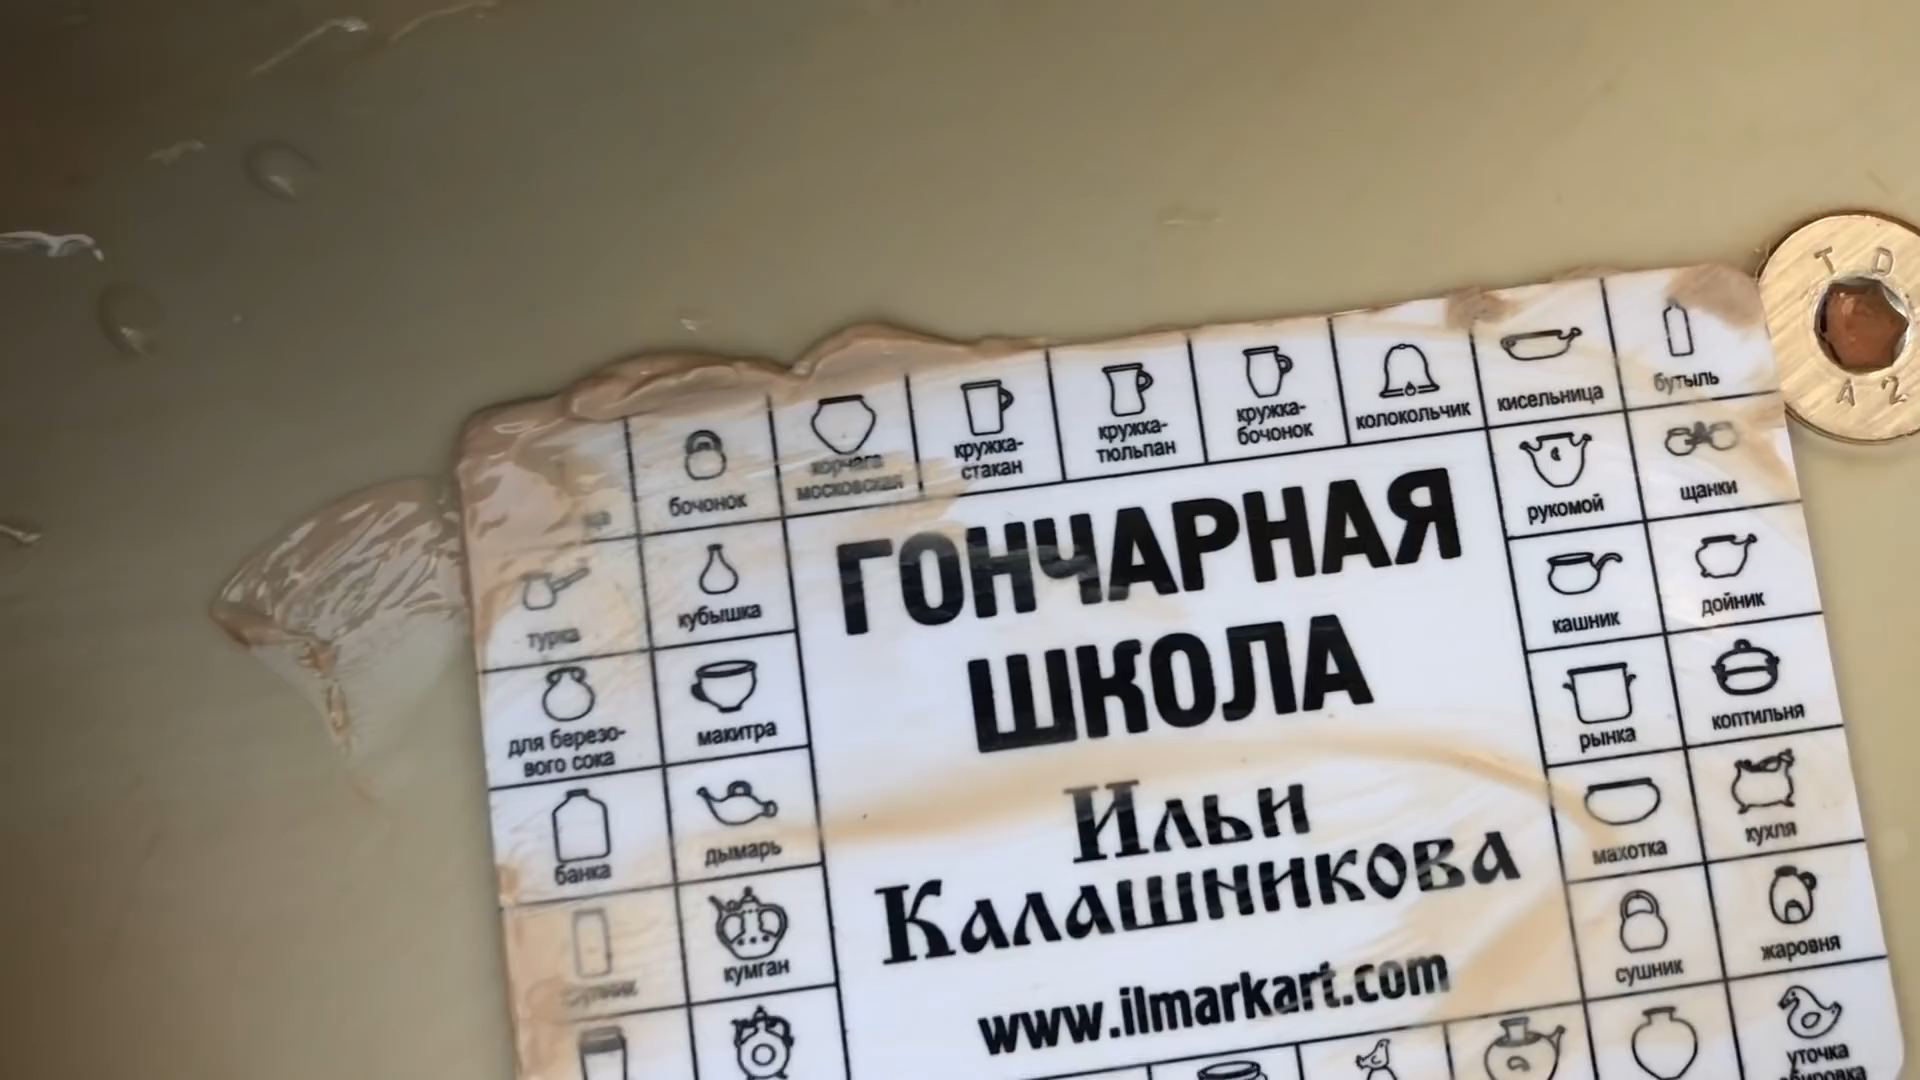 T D
A 2
бочонок
корчага
московская
кружка-
стакан
кружка-
тюльпан
кружка-
бочонок
колокольчик
кисельница
бутыль
турка
кубышка
рукомой
щанки
для березо-
вого сока
макитра
кашник
дойник
банка
дымарь
рынка
коптильня
кумган
махотка
кухля
сушник
жаровня
уточка
ГОНЧАРНАЯ
ШКОЛА
Ильи
Калашникова
www.ilmarkart.com